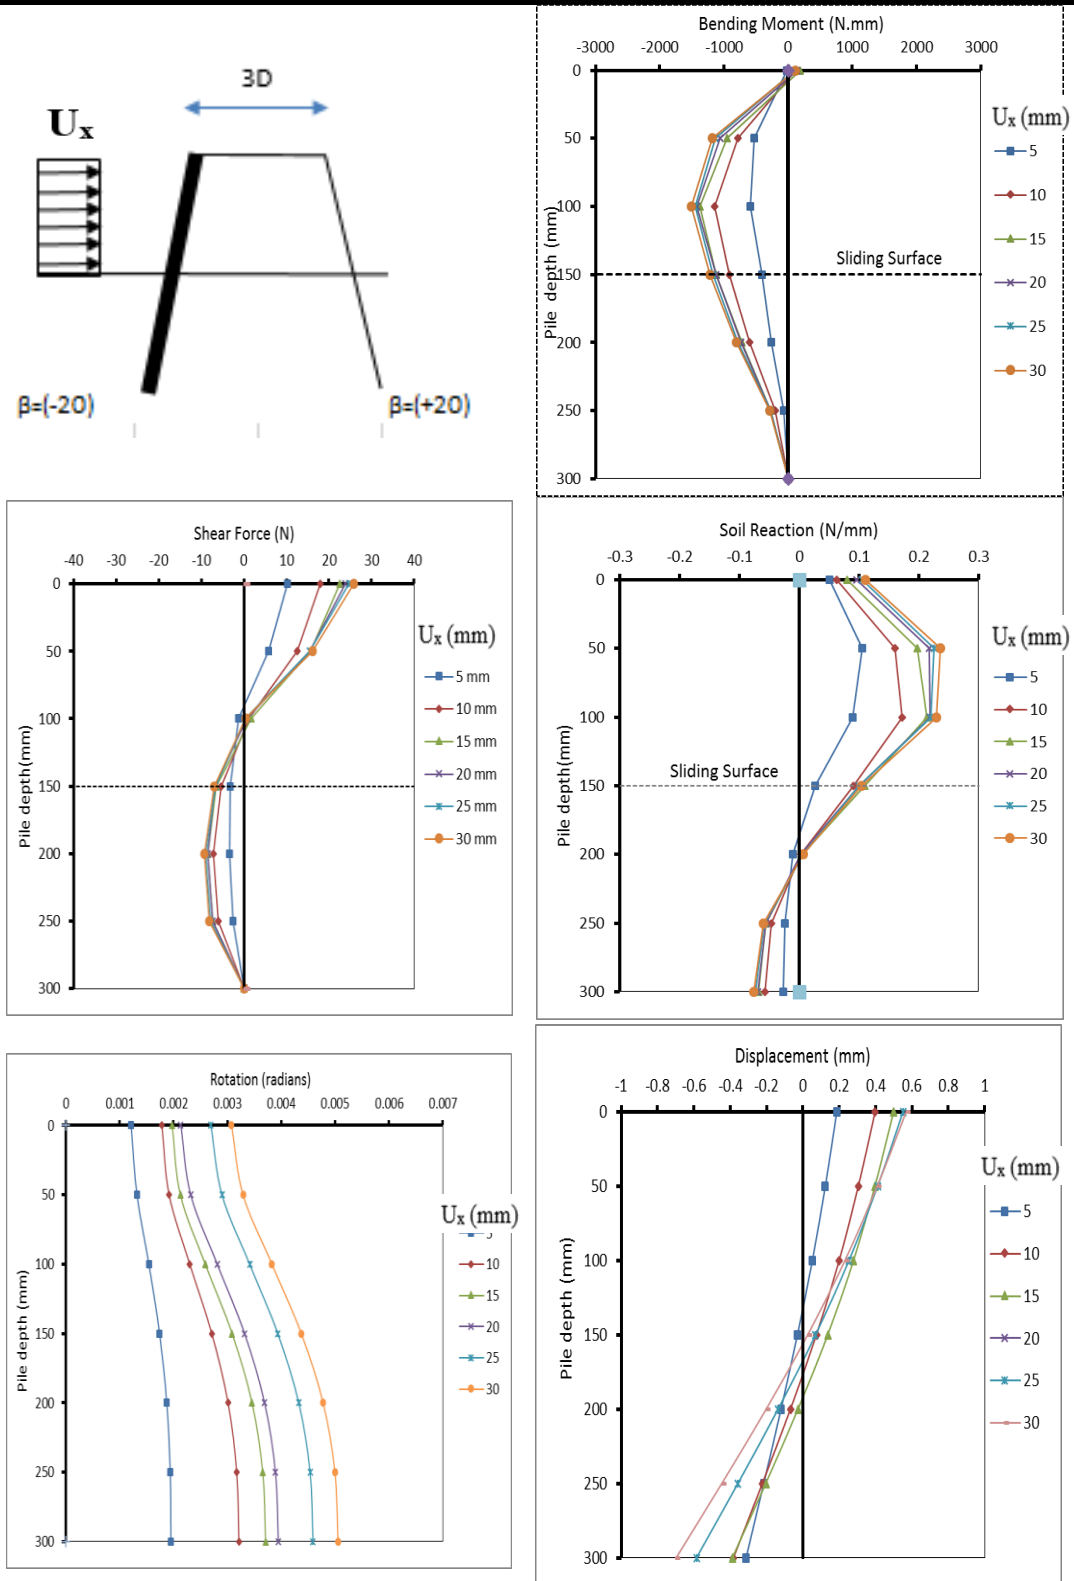 3D
Uₓ
β=(-20)
β=(+20)
Bending Moment (N.mm)
-3000 -2000 -1000 0 1000 2000 3000
0
50
100
150
200
250
300
Pile depth (mm)
Sliding Surface
Uₓ (mm)
5
10
15
20
25
30
Shear Force (N)
-40 -30 -20 -10 0 10 20 30 40
0
50
100
150
200
250
300
Pile depth(mm)
Uₓ (mm)
5 mm
10 mm
15 mm
20 mm
25 mm
30 mm
Soil Reaction (N/mm)
-0.3 -0.2 -0.1 0 0.1 0.2 0.3
0
50
100
150
200
250
300
Pile depth(mm)
Sliding Surface
Uₓ (mm)
5
10
15
20
25
30
Rotation (radians)
0 0.001 0.002 0.003 0.004 0.005 0.006 0.007
0
50
100
150
200
250
300
Pile depth (mm)
Uₓ (mm)
5
10
15
20
25
30
Displacement (mm)
-1 -0.8 -0.6 -0.4 -0.2 0 0.2 0.4 0.6 0.8 1
0
50
100
150
200
250
300
Pile depth (mm)
Uₓ (mm)
5
10
15
20
25
30